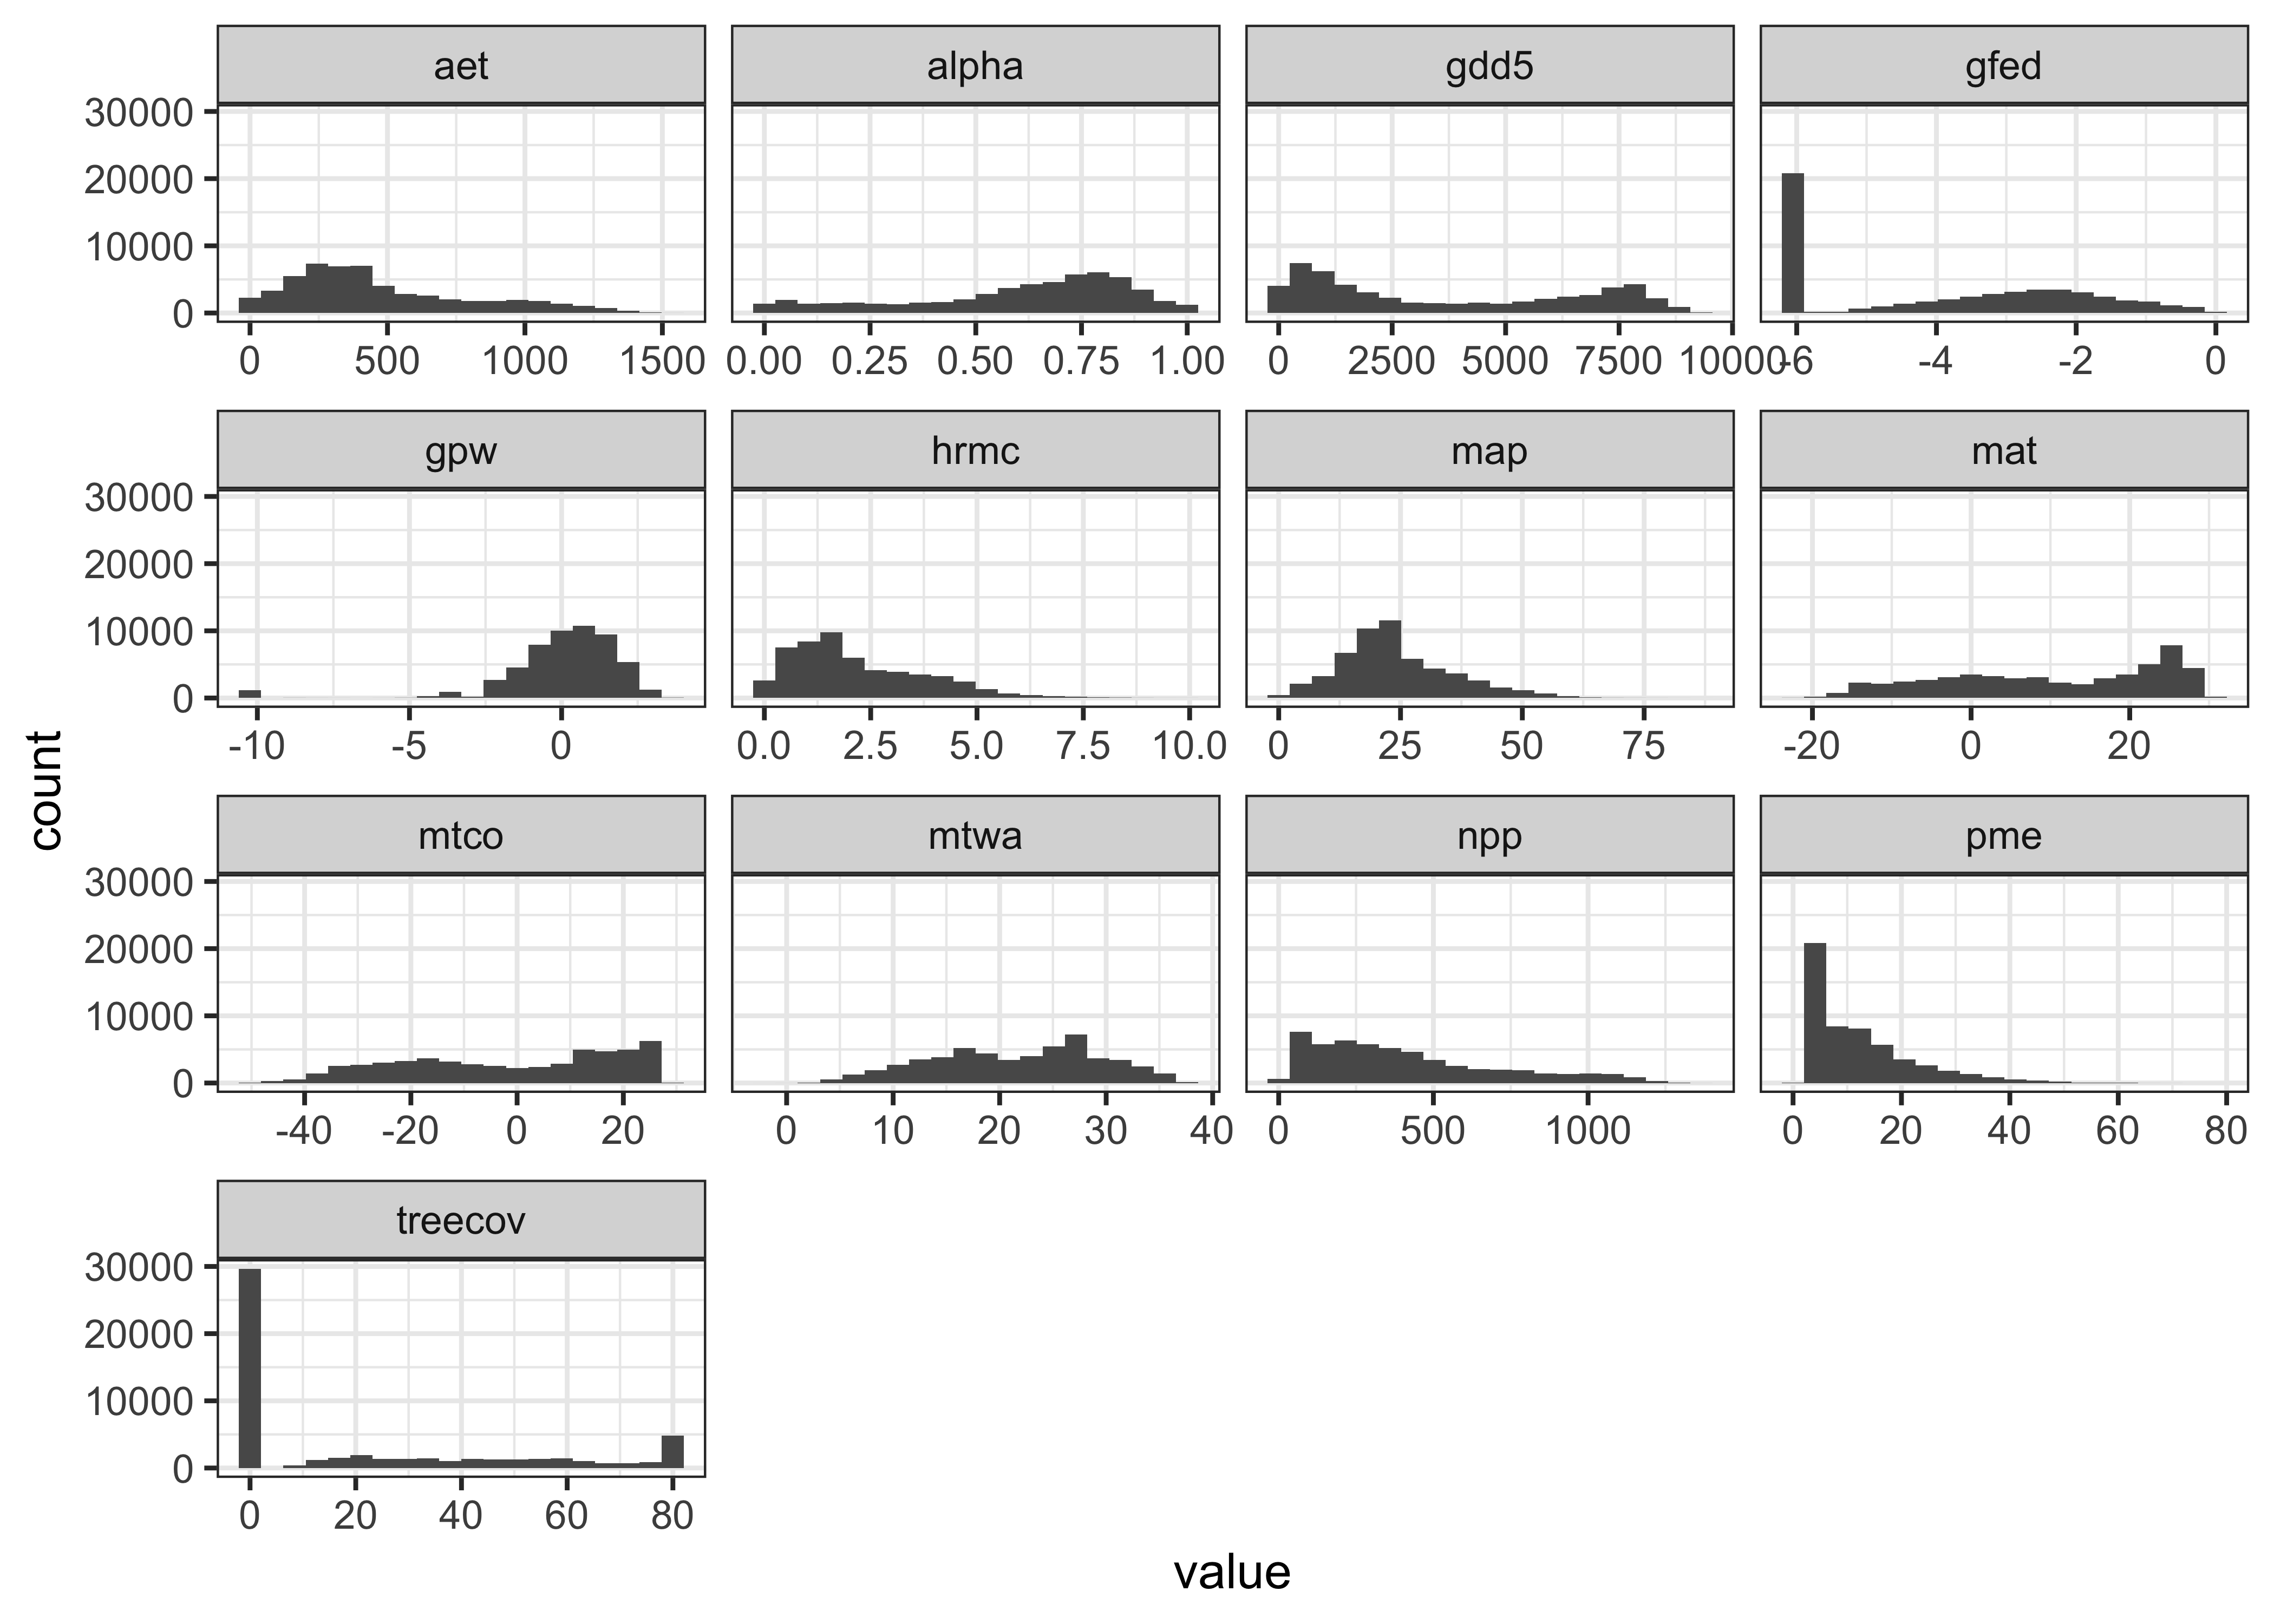 aet alpha gdd5 gfed
30000
20000
10000
0
0 500 1000 1500 0.00 0.25 0.50 0.75 1.00 0 2500 5000 7500 10000 -6 -4 -2 0
gpw hrmc map mat
30000
20000
10000
0
-10 -5 0 0.0 2.5 5.0 7.5 10.0 0 25 50 75 -20 0 20
count
mtco mtwa npp pme
30000
20000
10000
0
-40 -20 0 20 0 10 20 30 40 0 500 1000 0 20 40 60 80
treecov
30000
20000
10000
0
0 20 40 60 80
value